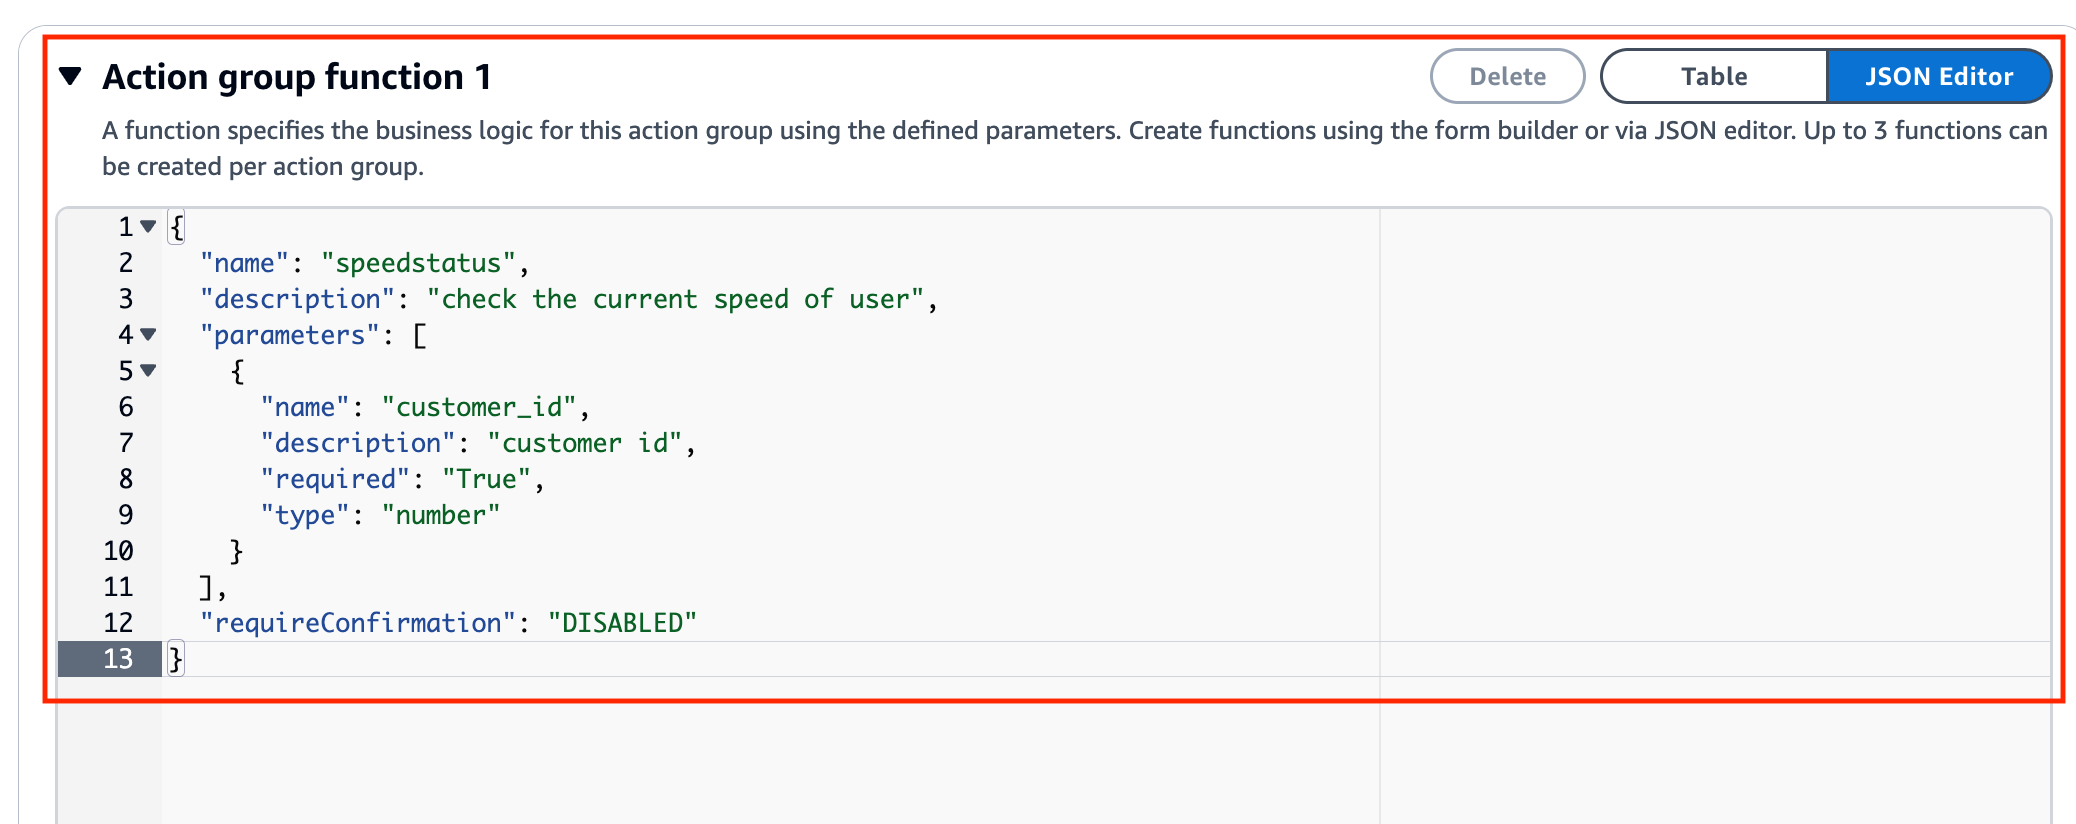 Action group function 1
Delete
Table
JSON Editor
A function specifies the business logic for this action group using the defined parameters. Create functions using the form builder or via JSON editor. Up to 3 functions can
be created per action group.
1 {
2   "name": "speedstatus",
3   "description": "check the current speed of user",
4   "parameters": [
5     {
6       "name": "customer_id",
7       "description": "customer id",
8       "required": "True",
9       "type": "number"
10     }
11   ],
12   "requireConfirmation": "DISABLED"
13 }